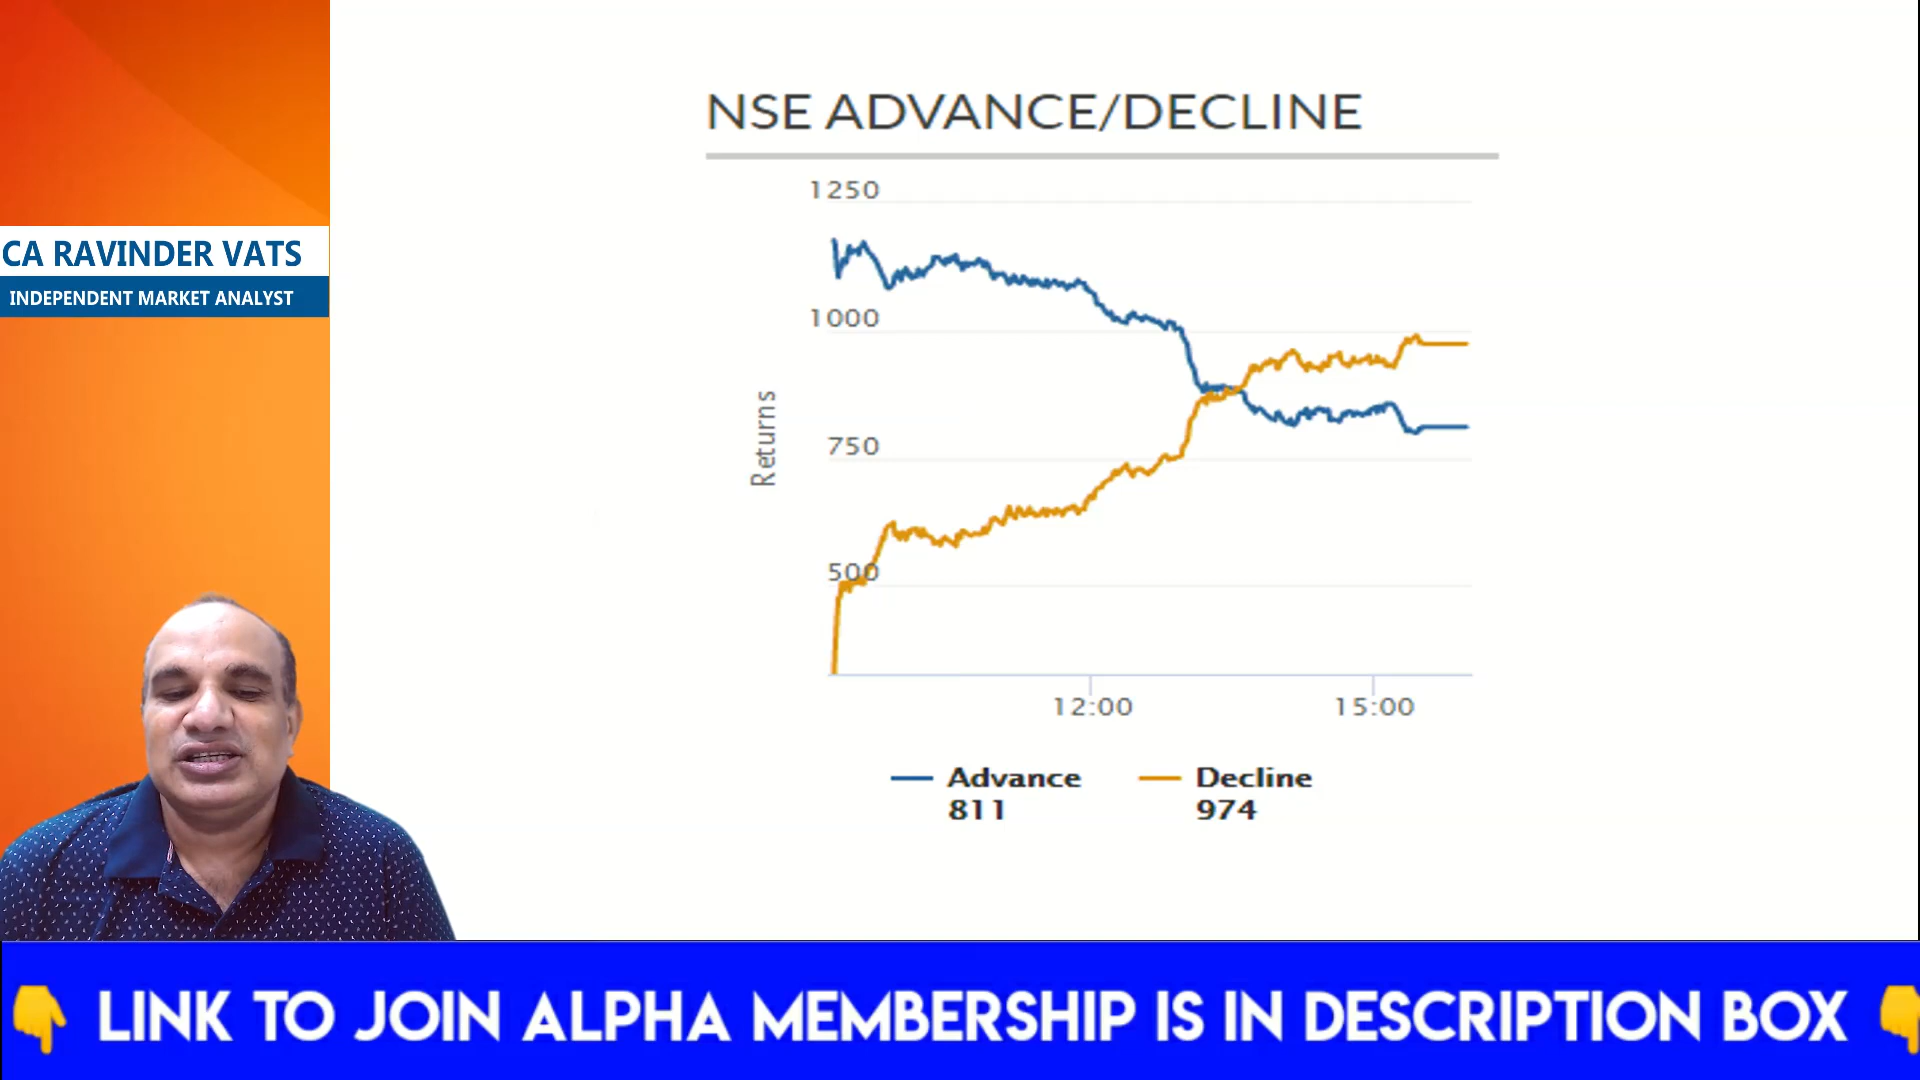 CA RAVINDER VATS
INDEPENDENT MARKET ANALYST
NSE ADVANCE/DECLINE
1250
1000
750
500
Returns
12:00 15:00
Advance Decline
811 974
👇 LINK TO JOIN ALPHA MEMBERSHIP IS IN DESCRIPTION BOX 👇